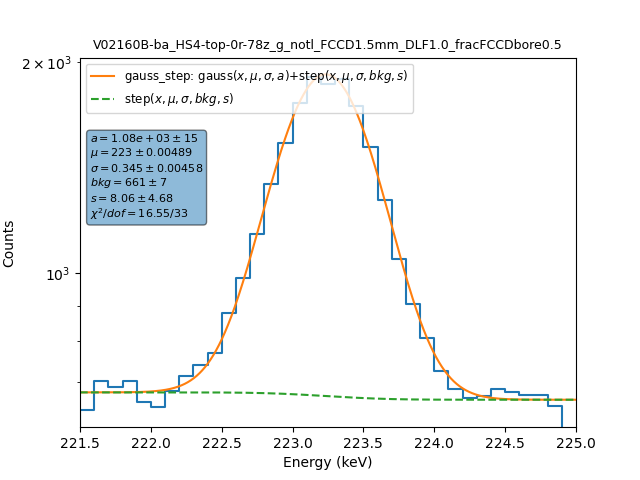 V02160B-ba_HS4-top-0r-78z_g_notl_FCCD1.5mm_DLF1.0_fracFCCDbore0.5
2 × 10³
gauss_step: gauss(x, μ, σ, a)+step(x, μ, σ, bkg, s)
step(x, μ, σ, bkg, s)
a = 1.08e + 03 ± 15
μ = 223 ± 0.00489
σ = 0.345 ± 0.00458
bkg = 661 ± 7
s = 8.06 ± 4.68
χ²/dof = 16.55/33
Counts
10³
221.5 222.0 222.5 223.0 223.5 224.0 224.5 225.0
Energy (keV)